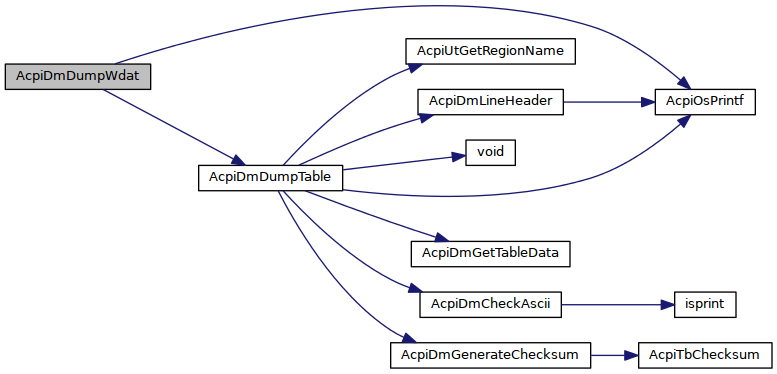 AcpiDmDumpWdat
AcpiUtGetRegionName
AcpiDmLineHeader
AcpiOsPrintf
void
AcpiDmDumpTable
AcpiDmGetTableData
AcpiDmCheckAscii
isprint
AcpiDmGenerateChecksum
AcpiTbChecksum